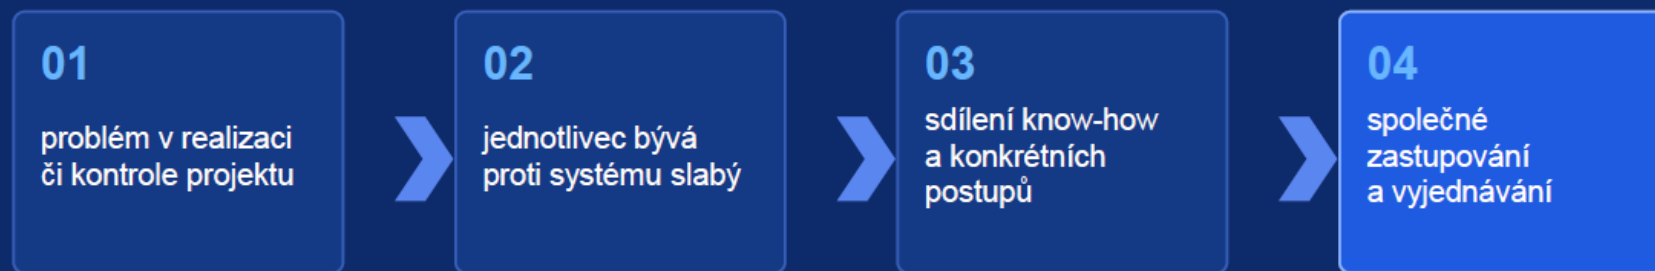 01
problém v realizaci
či kontrole projektu
02
jednotlivec bývá
proti systému slabý
03
sdílení know-how
a konkrétních
postupů
04
společné
zastupování
a vyjednávání